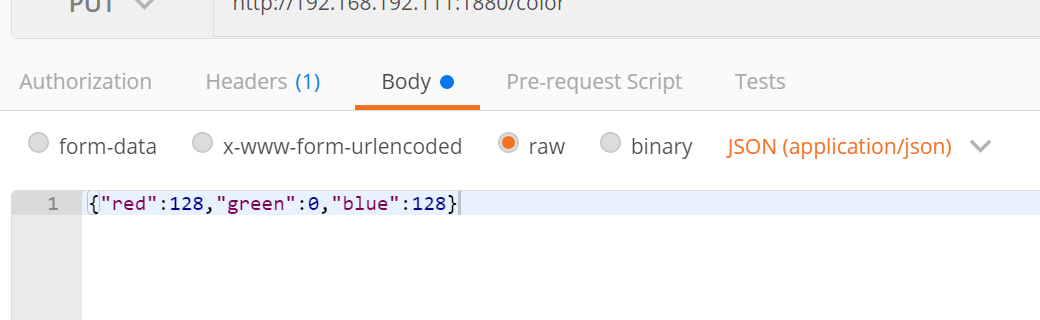 PUT http://192.168.192.111:1880/color
Authorization Headers (1) Body Pre-request Script Tests
form-data x-www-form-urlencoded raw binary JSON (application/json)
1 {"red":128,"green":0,"blue":128}